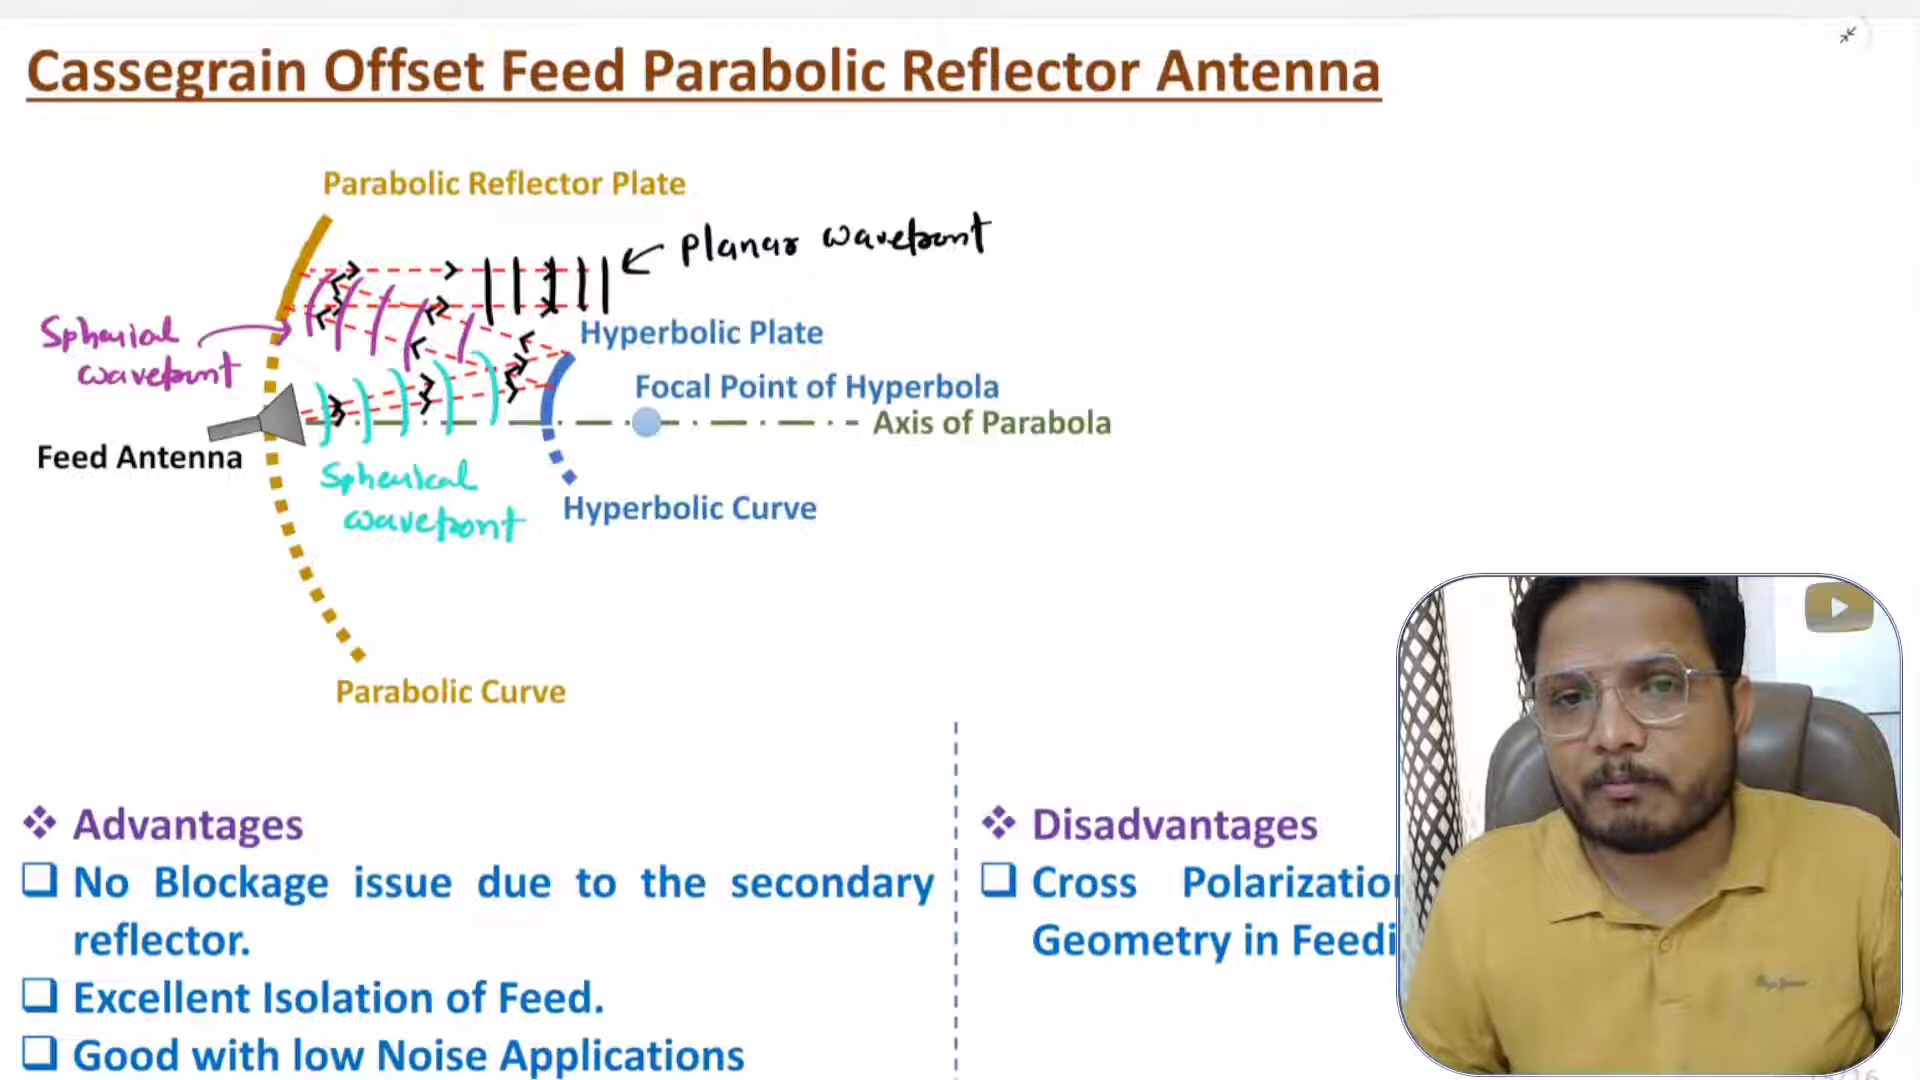 Cassegrain Offset Feed Parabolic Reflector Antenna
Parabolic Reflector Plate
Planar wavefront
Spherical
wavefront
Hyperbolic Plate
Focal Point of Hyperbola
Axis of Parabola
Feed Antenna
Spherical
wavefront
Hyperbolic Curve
Parabolic Curve
❖ Advantages
❑ No Blockage issue due to the secondary
reflector.
❑ Excellent Isolation of Feed.
❑ Good with low Noise Applications
❖ Disadvantages
❑ Cross Polarization
Geometry in Feedi